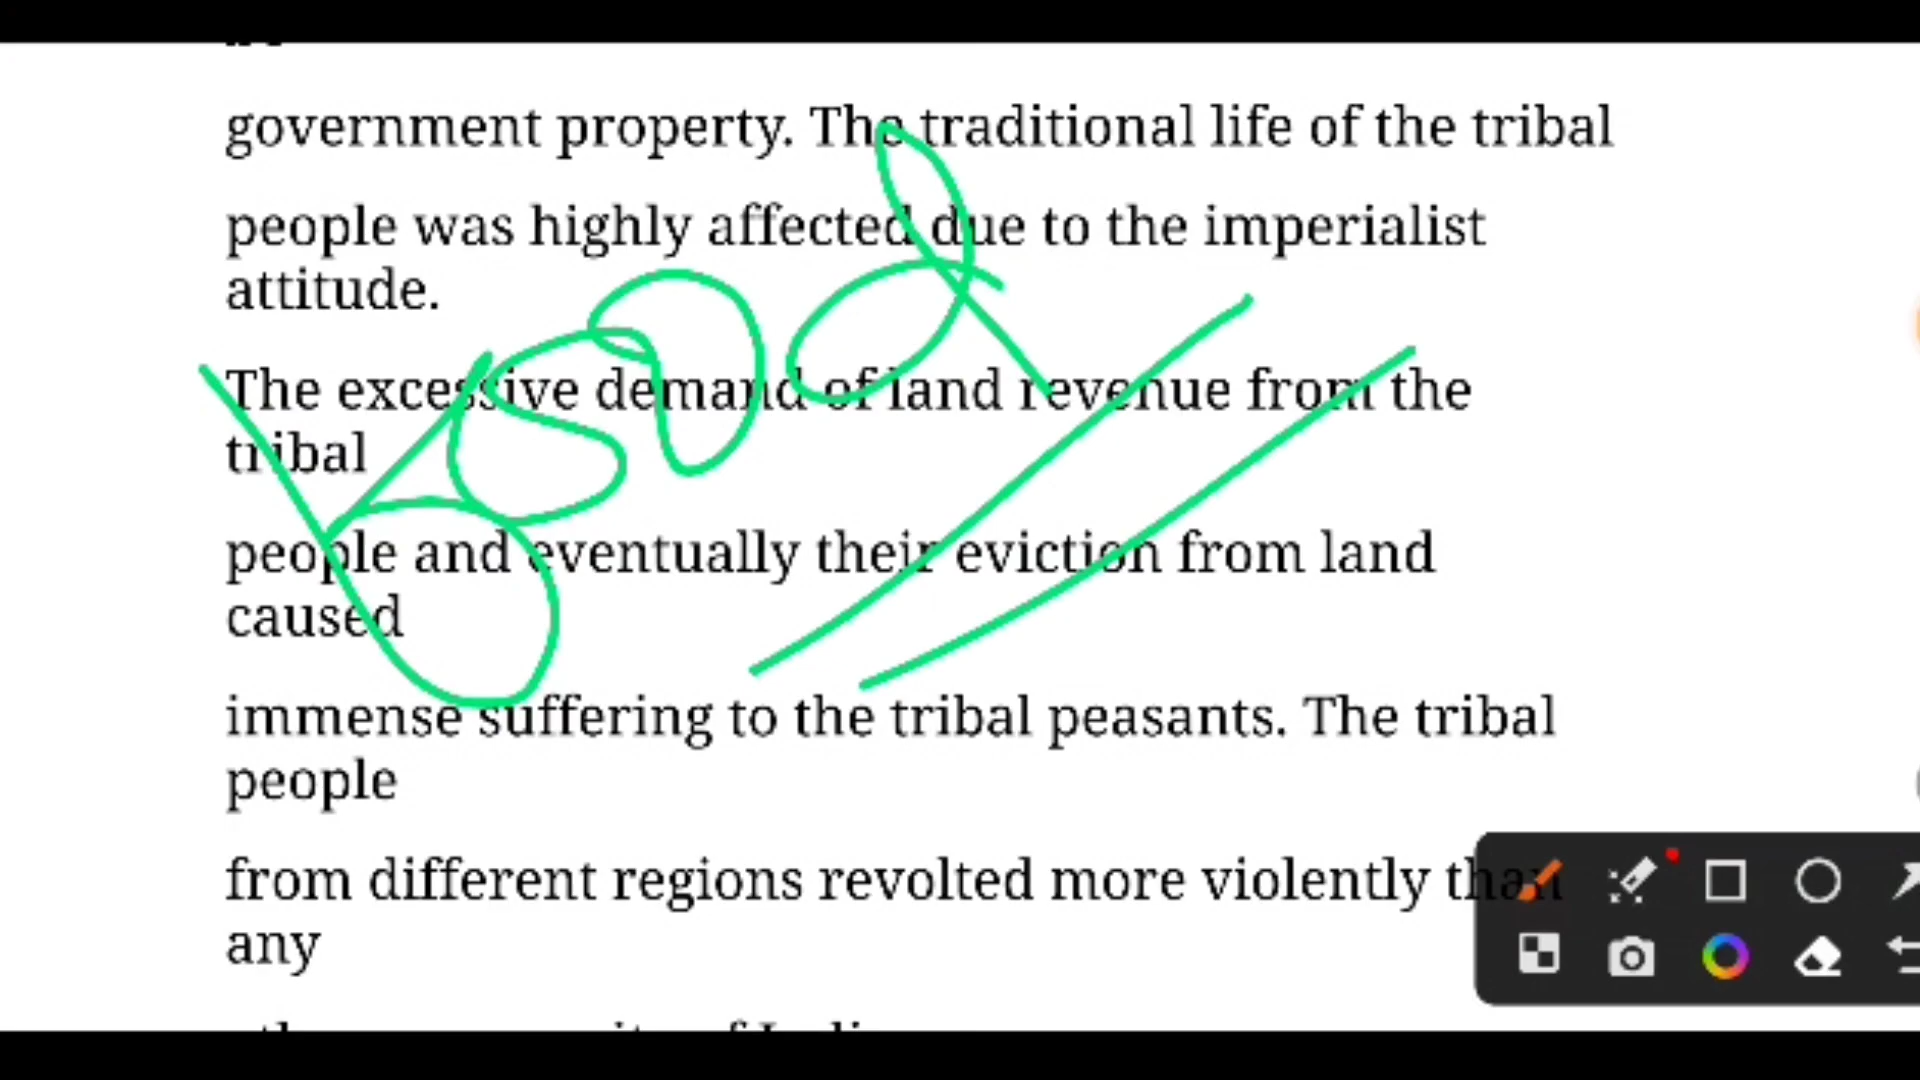 government property. The traditional life of the tribal
people was highly affected due to the imperialist
attitude.
The excessive demand of land revenue from the
tribal
people and eventually their eviction from land
caused
immense suffering to the tribal peasants. The tribal
people
from different regions revolted more violently than
any